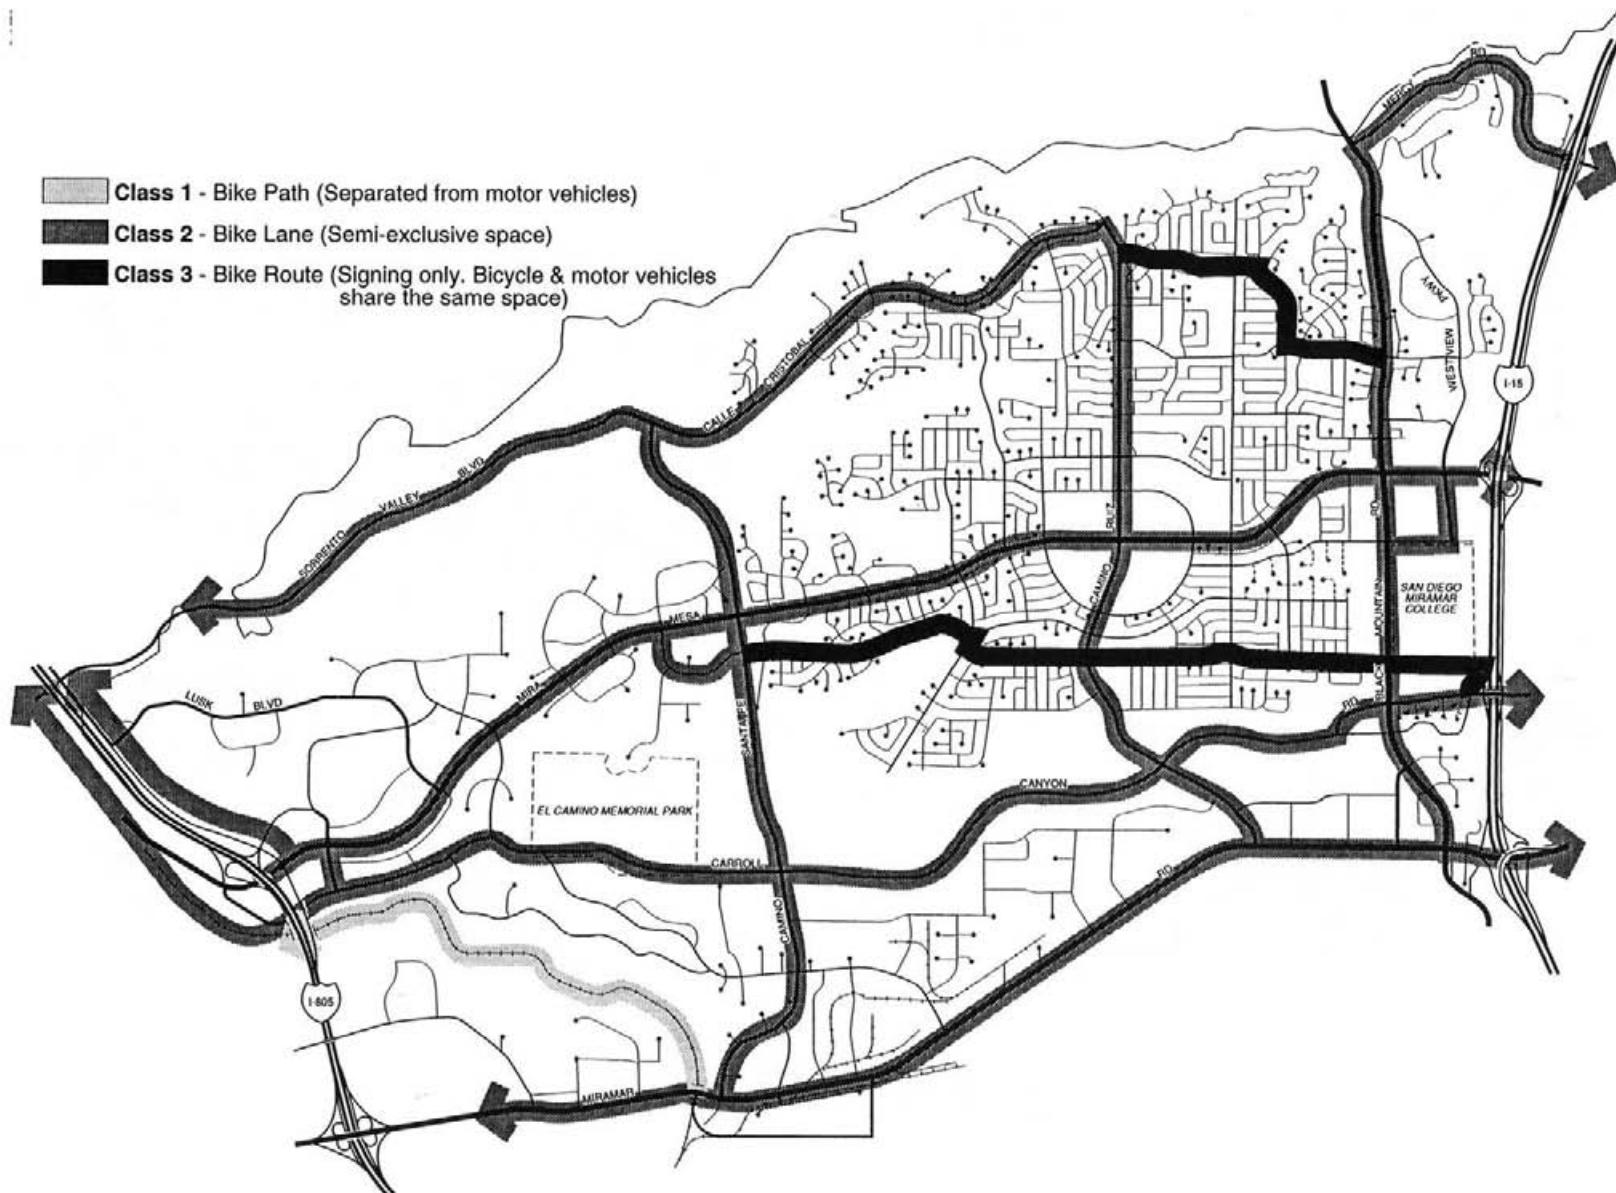 Class 1 - Bike Path (Separated from motor vehicles)
Class 2 - Bike Lane (Semi-exclusive space)
Class 3 - Bike Route (Signing only. Bicycle & motor vehicles
share the same space)
MERCY
RD
PKWY
WESTVIEW
I-15
CALLE
CRISTOBAL
SORRENTO
VALLEY
BLVD
RUIZ
CAMINO
RD
MOUNTAIN
BLACK
SAN DIEGO
MIRAMAR
COLLEGE
MESA
MIRA
LUSK
BLVD
SANTA FE
CAMINO
EL CAMINO MEMORIAL PARK
CARROLL
CANYON
RD
RD
I-805
MIRAMAR